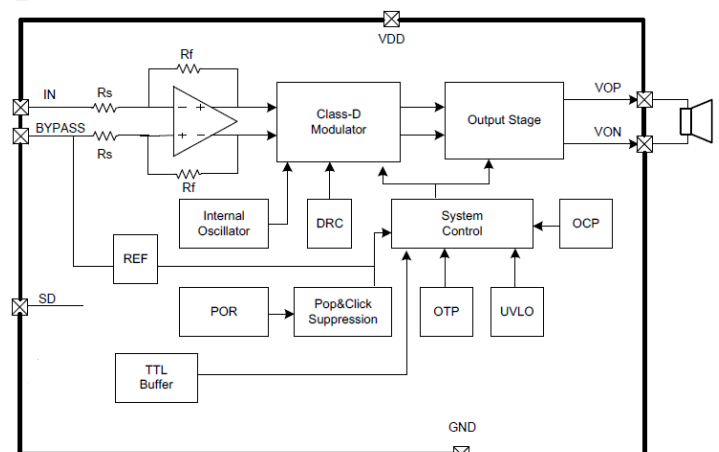 VDD
Rf
IN
Rs
Class-D
Modulator
Output Stage
VOP
BYPASS
Rs
VON
Rf
Internal
Oscillator
DRC
System
Control
OCP
REF
SD
POR
Pop&Click
Suppression
OTP
UVLO
TTL
Buffer
GND